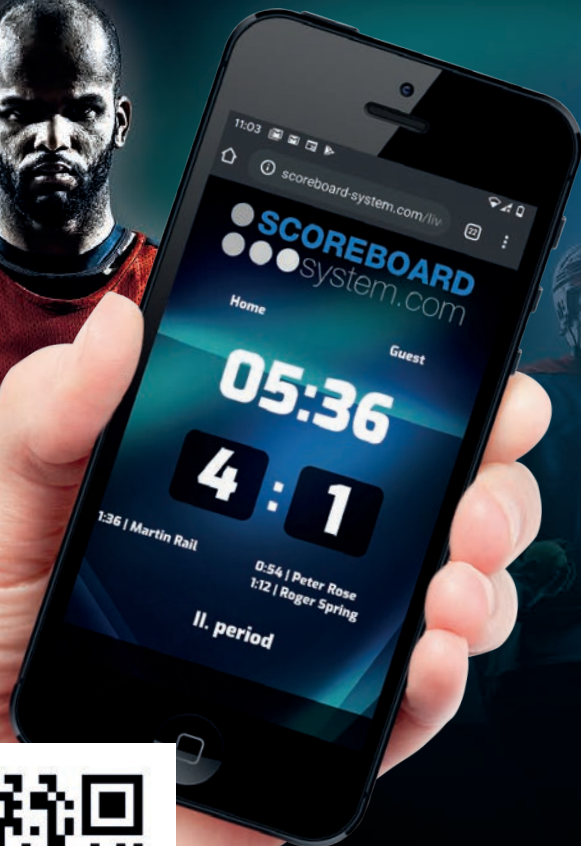 11:03
scoreboard-system.com/liv
22
SCOREBOARD
system.com
Home
Guest
05:36
4 : 1
1:36 | Martin Rail
0:54 | Peter Rose
1:12 | Roger Spring
II. period